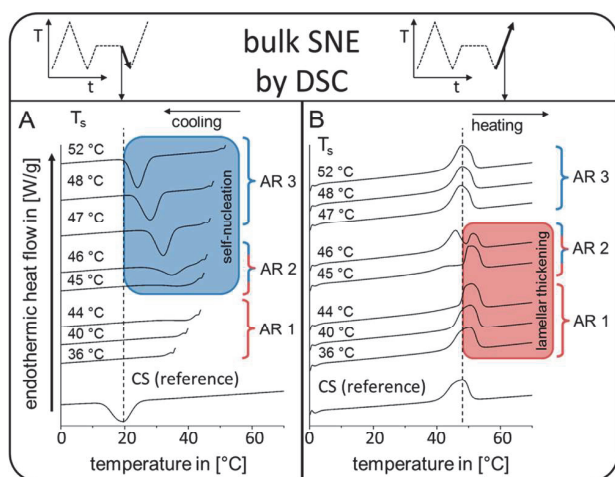 T
t
bulk SNE
by DSC
T
t
A
Ts
cooling
52 °C
48 °C
47 °C
46 °C
45 °C
44 °C
40 °C
36 °C
AR 3
AR 2
AR 1
self-nucleation
CS (reference)
endothermic heat flow in [W/g]
0 20 40 60
temperature in [°C]
B
Ts
heating
52 °C
48 °C
47 °C
46 °C
45 °C
44 °C
40 °C
36 °C
AR 3
AR 2
AR 1
lamellar thickening
CS (reference)
0 20 40 60
temperature in [°C]